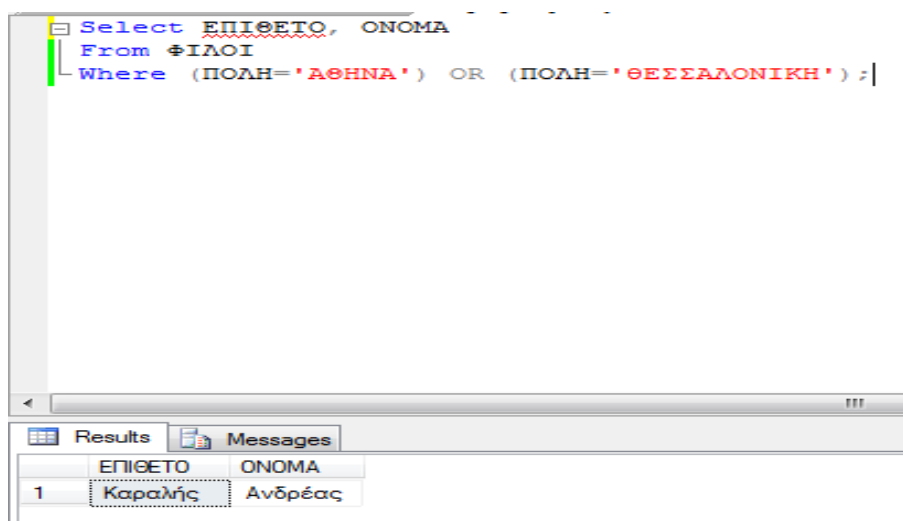 Select ΕΠΙΘΕΤΟ, ΟΝΟΜΑ
From ΦΙΛΟΙ
Where (ΠΟΛΗ='ΑΘΗΝΑ') OR (ΠΟΛΗ='ΘΕΣΣΑΛΟΝΙΚΗ');
Results Messages
ΕΠΙΘΕΤΟ ΟΝΟΜΑ
1 Καραλής Ανδρέας